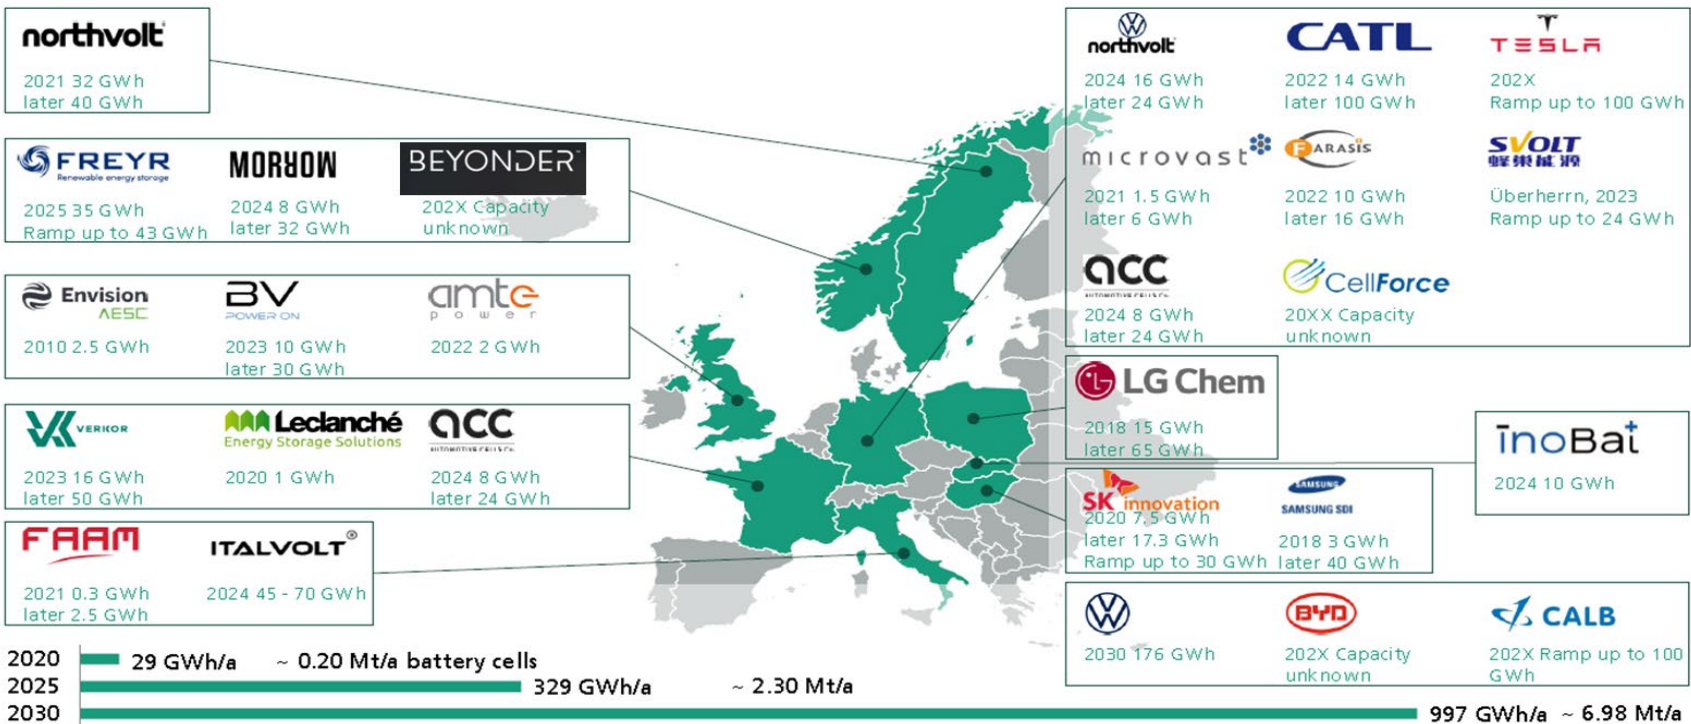 northvolt
2021 32 GWh
later 40 GWh
FREYR
Renewable energy storage
2025 35 GWh
Ramp up to 43 GWh
MORROW
2024 8 GWh
later 32 GWh
BEYONDER™
202X Capacity
unknown
Envision
AESC
2010 2.5 GWh
BV
POWER ON
2023 10 GWh
later 30 GWh
amte
power
2022 2 GWh
VERKOR
2023 16 GWh
later 50 GWh
Leclanché
Energy Storage Solutions
2020 1 GWh
acc
AUTOMOTIVE CELLS Co.
2024 8 GWh
later 24 GWh
FAAM
2021 0.3 GWh
later 2.5 GWh
ITALVOLT®
2024 45 - 70 GWh
northvolt
2024 16 GWh
later 24 GWh
CATL
2022 14 GWh
later 100 GWh
TESLA
202X
Ramp up to 100 GWh
microvast
2021 1.5 GWh
later 6 GWh
FARASIS
2022 10 GWh
later 16 GWh
SVOLT
蜂巢能源
Überherrn, 2023
Ramp up to 24 GWh
acc
AUTOMOTIVE CELLS Co.
2024 8 GWh
later 24 GWh
CellForce
20XX Capacity
unknown
LG Chem
2018 15 GWh
later 65 GWh
inoBat
2024 10 GWh
SK innovation
2020 7.5 GWh
later 17.3 GWh
Ramp up to 30 GWh
SAMSUNG
SAMSUNG SDI
2018 3 GWh
later 40 GWh
2030 176 GWh
BYD
202X Capacity
unknown
CALB
202X Ramp up to 100
GWh
2020 29 GWh/a ~ 0.20 Mt/a battery cells
2025 329 GWh/a ~ 2.30 Mt/a
2030 997 GWh/a ~ 6.98 Mt/a